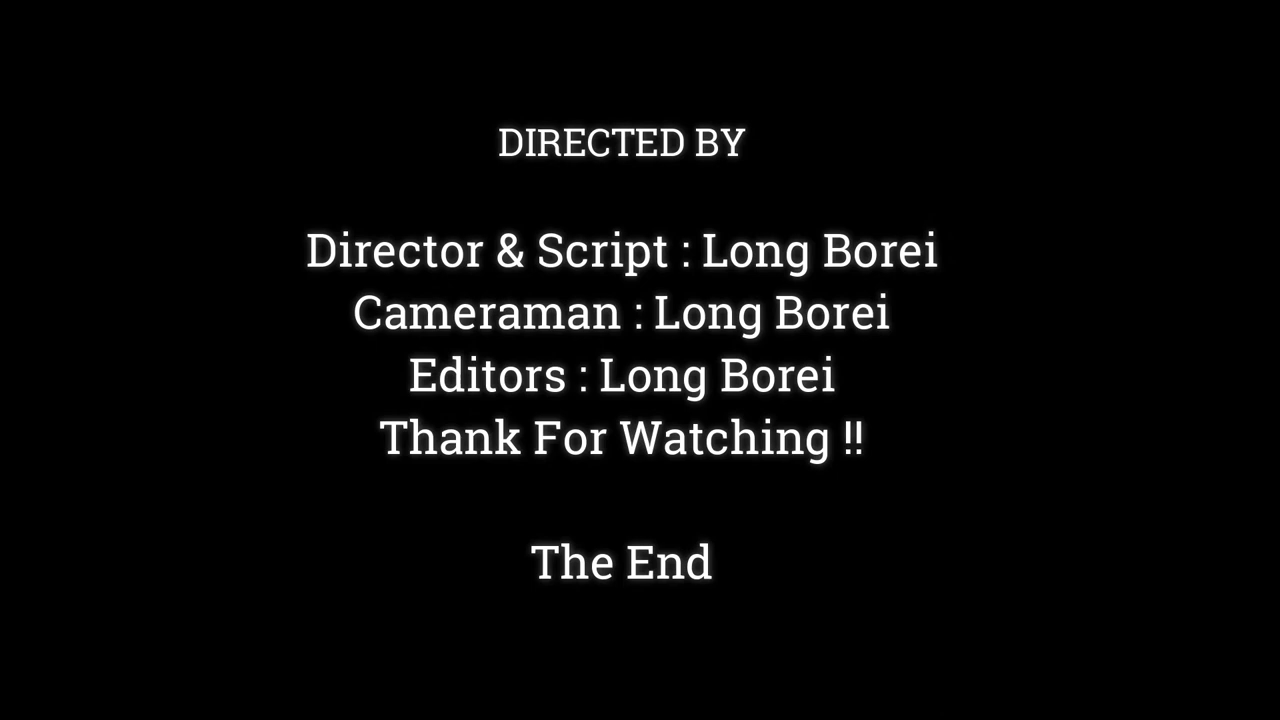 DIRECTED BY
Director & Script : Long Borei
Cameraman : Long Borei
Editors : Long Borei
Thank For Watching !!
The End